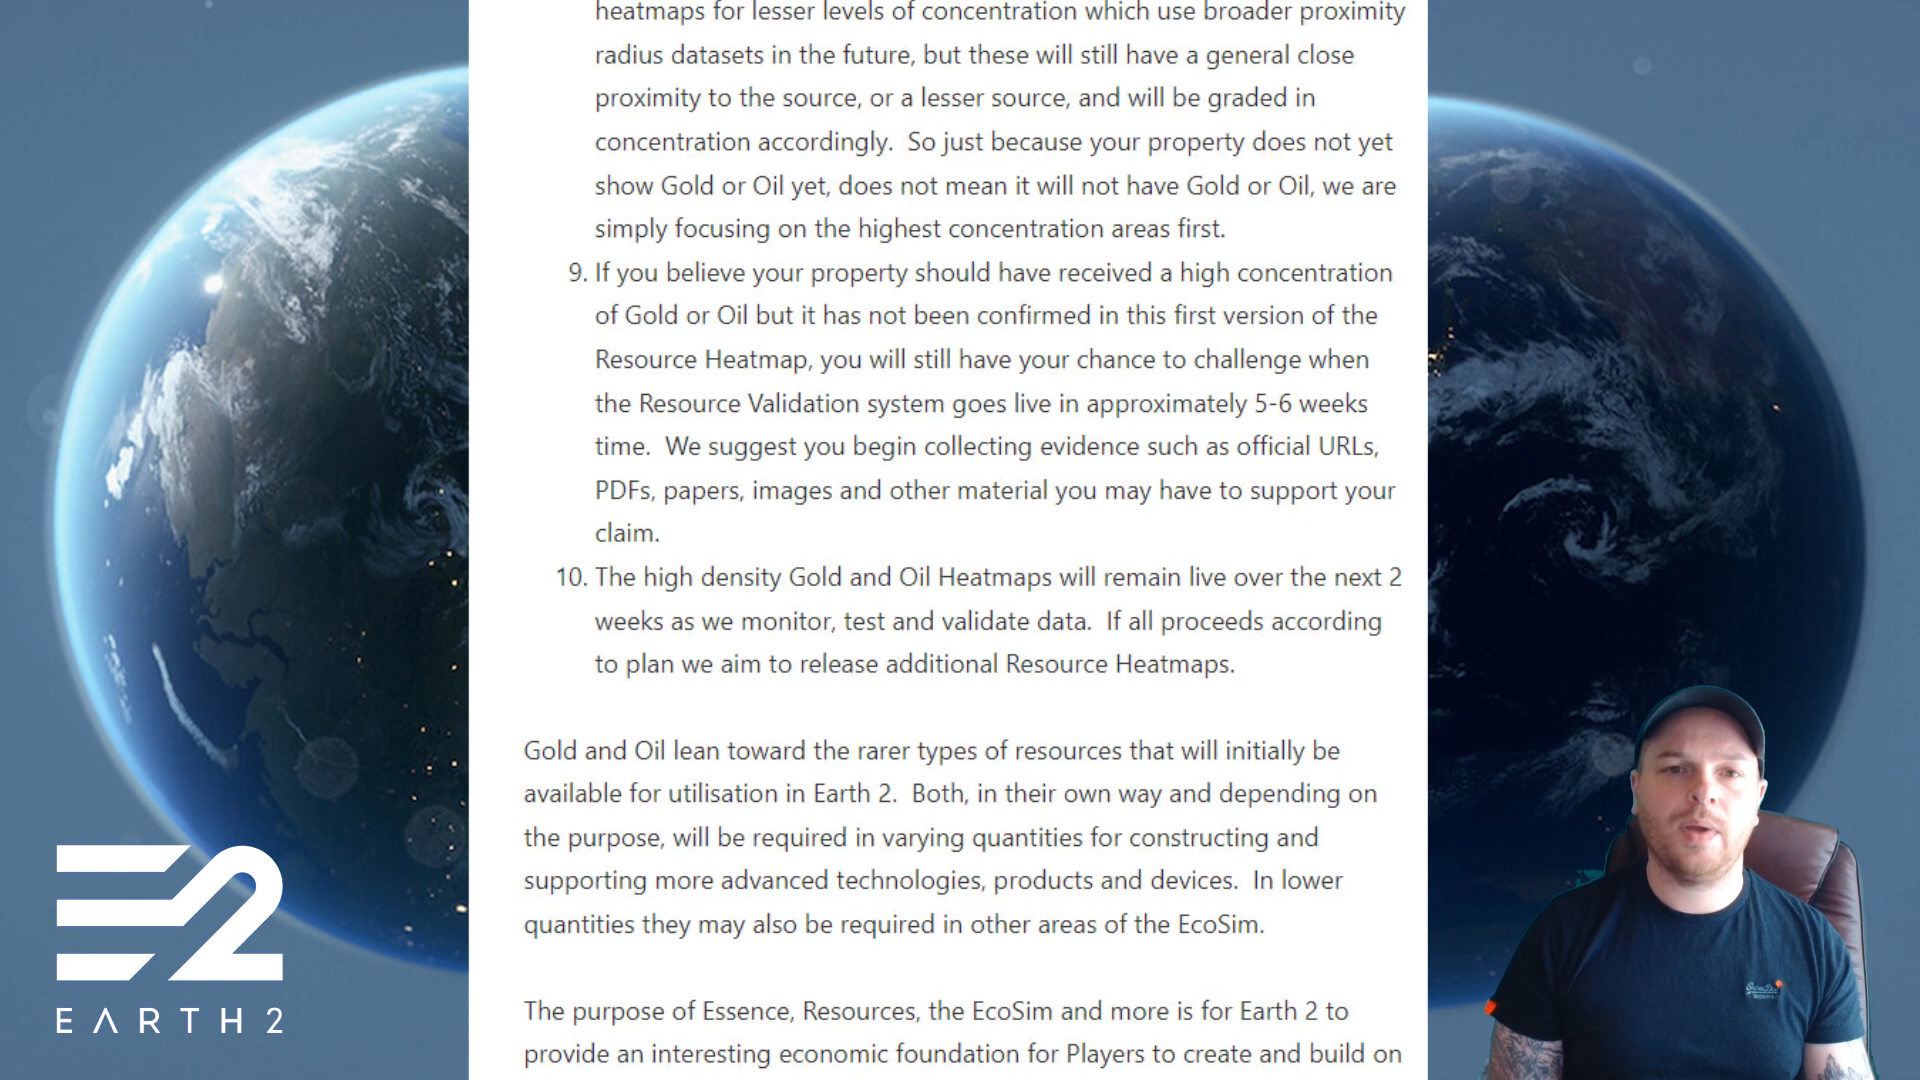 heatmaps for lesser levels of concentration which use broader proximity
radius datasets in the future, but these will still have a general close
proximity to the source, or a lesser source, and will be graded in
concentration accordingly.  So just because your property does not yet
show Gold or Oil yet, does not mean it will not have Gold or Oil, we are
simply focusing on the highest concentration areas first.
9. If you believe your property should have received a high concentration
of Gold or Oil but it has not been confirmed in this first version of the
Resource Heatmap, you will still have your chance to challenge when
the Resource Validation system goes live in approximately 5-6 weeks
time.  We suggest you begin collecting evidence such as official URLs,
PDFs, papers, images and other material you may have to support your
claim.
10. The high density Gold and Oil Heatmaps will remain live over the next 2
weeks as we monitor, test and validate data.  If all proceeds according
to plan we aim to release additional Resource Heatmaps.
Gold and Oil lean toward the rarer types of resources that will initially be
available for utilisation in Earth 2.  Both, in their own way and depending on
the purpose, will be required in varying quantities for constructing and
supporting more advanced technologies, products and devices.  In lower
quantities they may also be required in other areas of the EcoSim.
The purpose of Essence, Resources, the EcoSim and more is for Earth 2 to
provide an interesting economic foundation for Players to create and build on
E2
EARTH 2